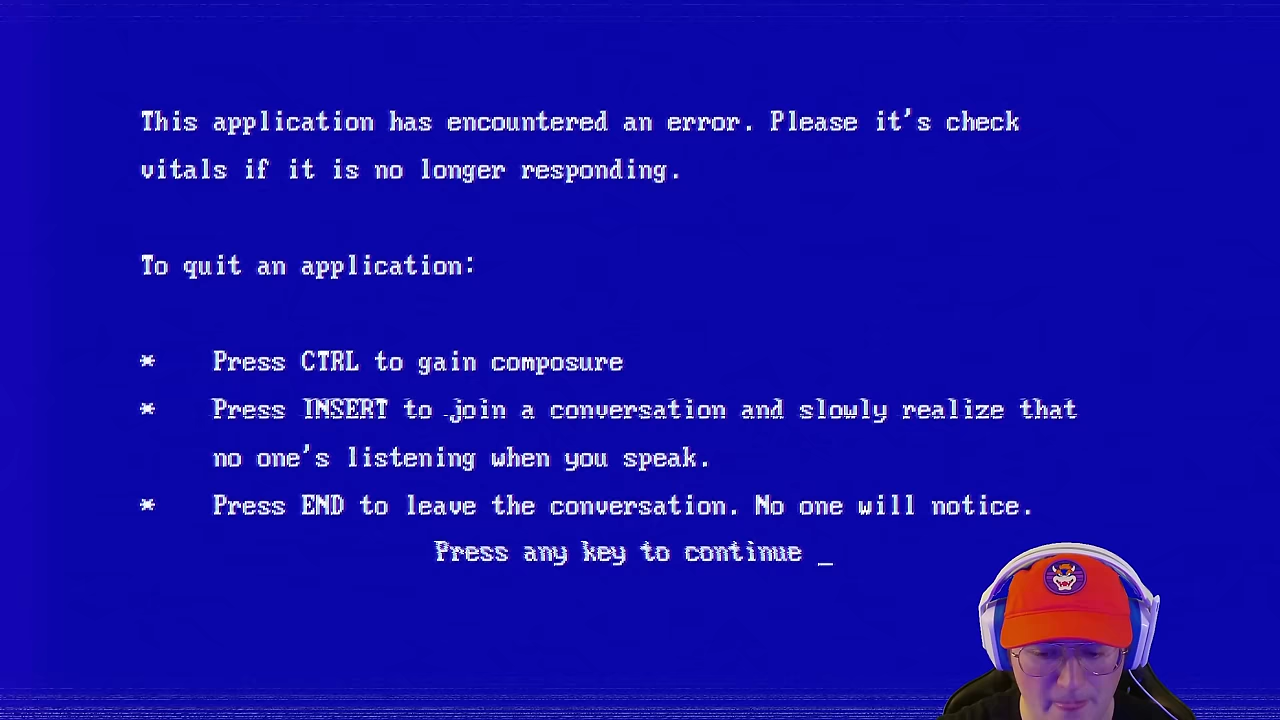 This application has encountered an error. Please it's check
vitals if it is no longer responding.
To quit an application:
* Press CTRL to gain composure
* Press INSERT to join a conversation and slowly realize that
no one's listening when you speak.
* Press END to leave the conversation. No one will notice.
Press any key to continue _